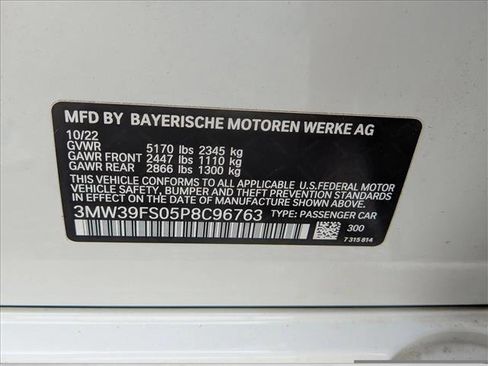 MFD BY BAYERISCHE MOTOREN WERKE AG
10/22
GVWR 5170 lbs 2345 kg
GAWR FRONT 2447 lbs 1110 kg
GAWR REAR 2866 lbs 1300 kg
THIS VEHICLE CONFORMS TO ALL APPLICABLE U.S.FEDERAL MOTOR
VEHICLE SAFETY, BUMPER AND THEFT PREVENTION STANDARDS
IN EFFECT ON THE DATE OF MANUFACTURE SHOWN ABOVE.
3MW39FS05P8C96763 TYPE: PASSENGER CAR
300
7 315 814